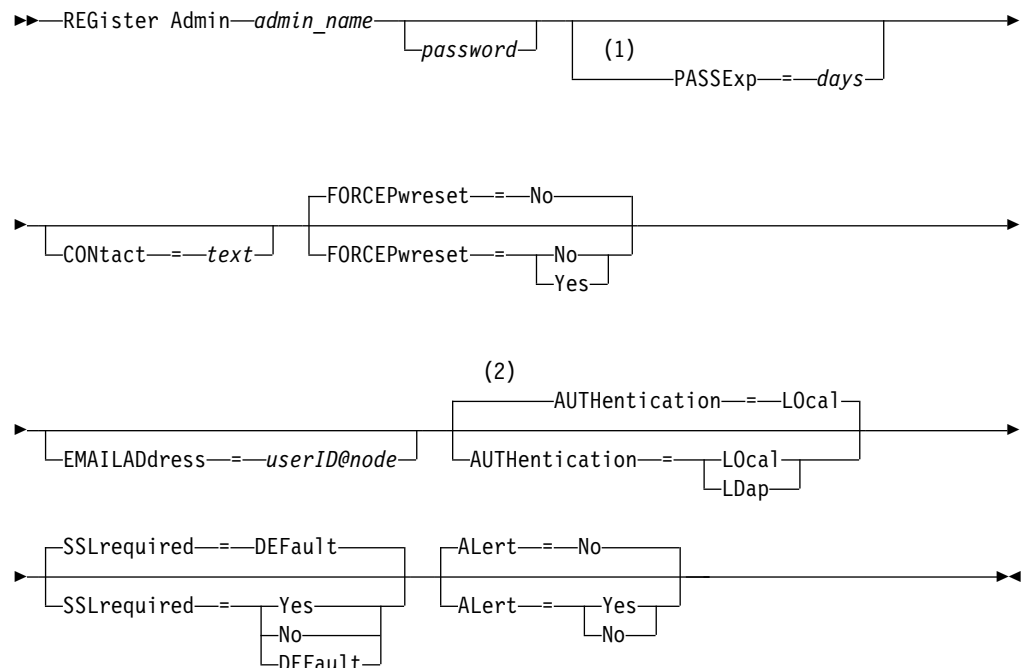 REGister Admin admin_name
password
(1)
PASSExp = days
FORCEPwreset = No
CONtact = text
FORCEPwreset = No
Yes
(2)
AUTHentication = LOcal
EMAILADdress = userID@node
AUTHentication = LOcal
LDap
SSLrequired = DEFault
ALert = No
SSLrequired = Yes
ALert = Yes
No
No
DEFault